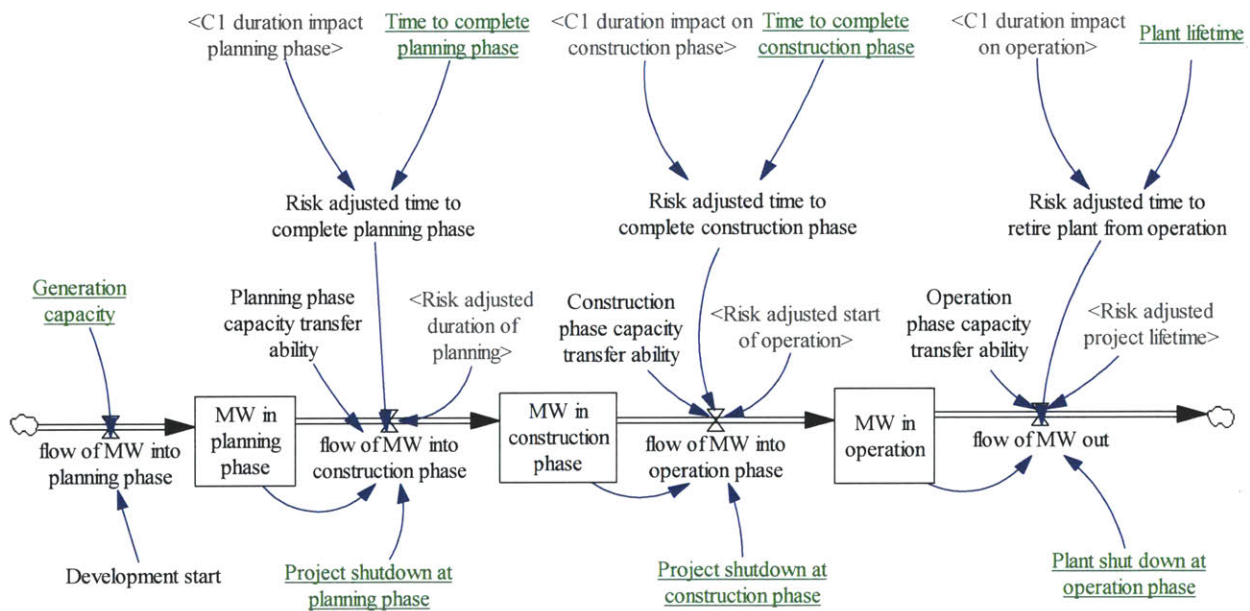 <C1 duration impact
planning phase>
Time to complete
planning phase
<C1 duration impact on
construction phase>
Time to complete
construction phase
<C1 duration impact
on operation>
Plant lifetime
Risk adjusted time to
complete planning phase
Risk adjusted time to
complete construction phase
Risk adjusted time to
retire plant from operation
Generation
capacity
Planning phase
capacity transfer
ability
<Risk adjusted
duration of
planning>
Construction
phase capacity
transfer ability
<Risk adjusted start
of operation>
Operation
phase capacity
transfer ability
<Risk adjusted
project lifetime>
flow of MW into
planning phase
MW in
planning
phase
flow of MW into
construction phase
MW in
construction
phase
flow of MW into
operation phase
MW in
operation
flow of MW out
Development start
Project shutdown at
planning phase
Project shutdown at
construction phase
Plant shut down at
operation phase